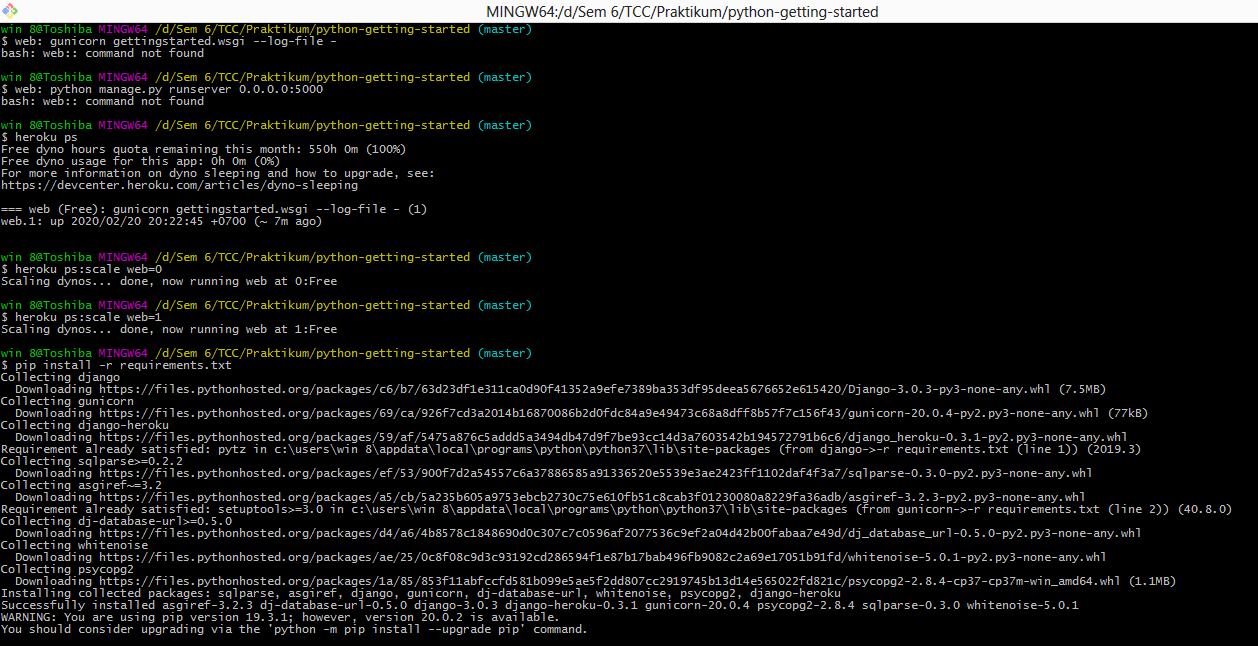 MINGW64:/d/Sem 6/TCC/Praktikum/python-getting-started
win 8@Toshiba MINGW64 /d/Sem 6/TCC/Praktikum/python-getting-started (master)
$ web: gunicorn gettingstarted.wsgi --log-file -
bash: web:: command not found
win 8@Toshiba MINGW64 /d/Sem 6/TCC/Praktikum/python-getting-started (master)
$ web: python manage.py runserver 0.0.0.0:5000
bash: web:: command not found
win 8@Toshiba MINGW64 /d/Sem 6/TCC/Praktikum/python-getting-started (master)
$ heroku ps
Free dyno hours quota remaining this month: 550h 0m (100%)
Free dyno usage for this app: 0h 0m (0%)
For more information on dyno sleeping and how to upgrade, see:
https://devcenter.heroku.com/articles/dyno-sleeping
=== web (Free): gunicorn gettingstarted.wsgi --log-file - (1)
web.1: up 2020/02/20 20:22:45 +0700 (~ 7m ago)
win 8@Toshiba MINGW64 /d/Sem 6/TCC/Praktikum/python-getting-started (master)
$ heroku ps:scale web=0
Scaling dynos... done, now running web at 0:Free
win 8@Toshiba MINGW64 /d/Sem 6/TCC/Praktikum/python-getting-started (master)
$ heroku ps:scale web=1
Scaling dynos... done, now running web at 1:Free
win 8@Toshiba MINGW64 /d/Sem 6/TCC/Praktikum/python-getting-started (master)
$ pip install -r requirements.txt
Collecting django
  Downloading https://files.pythonhosted.org/packages/c6/b7/63d23df1e311ca0d90f41352a9efe7389ba353df95deea5676652e615420/Django-3.0.3-py3-none-any.whl (7.5MB)
Collecting gunicorn
  Downloading https://files.pythonhosted.org/packages/69/ca/926f7cd3a2014b16870086b2d0fdc84a9e49473c68a8dff8b57f7c156f43/gunicorn-20.0.4-py2.py3-none-any.whl (77kB)
Collecting django-heroku
  Downloading https://files.pythonhosted.org/packages/59/af/5475a876c5addd5a3494db47d9f7be93cc14d3a7603542b194572791b6c6/django_heroku-0.3.1-py2.py3-none-any.whl
Requirement already satisfied: pytz in c:\users\win 8\appdata\local\programs\python\python37\lib\site-packages (from django->-r requirements.txt (line 1)) (2019.3)
Collecting sqlparse>=0.2.2
  Downloading https://files.pythonhosted.org/packages/ef/53/900f7d2a54557c6a37886585a91336520e5539e3ae2423ff1102daf4f3a7/sqlparse-0.3.0-py2.py3-none-any.whl
Collecting asgiref~=3.2
  Downloading https://files.pythonhosted.org/packages/a5/cb/5a235b605a9753ebcb2730c75e610fb51c8cab3f01230080a8229fa36adb/asgiref-3.2.3-py2.py3-none-any.whl
Requirement already satisfied: setuptools>=3.0 in c:\users\win 8\appdata\local\programs\python\python37\lib\site-packages (from gunicorn->-r requirements.txt (line 2)) (40.8.0)
Collecting dj-database-url>=0.5.0
  Downloading https://files.pythonhosted.org/packages/d4/a6/4b8578c1848690d0c307c7c0596af2077536c9ef2a04d42b00fabaa7e49d/dj_database_url-0.5.0-py2.py3-none-any.whl
Collecting whitenoise
  Downloading https://files.pythonhosted.org/packages/ae/25/0c8f08c9d3c93192cd286594f1e87b17bab496fb9082c2a69e17051b91fd/whitenoise-5.0.1-py2.py3-none-any.whl
Collecting psycopg2
  Downloading https://files.pythonhosted.org/packages/1a/85/853f11abfccfd581b099e5ae5f2dd807cc2919745b13d14e565022fd821c/psycopg2-2.8.4-cp37-cp37m-win_amd64.whl (1.1MB)
Installing collected packages: sqlparse, asgiref, django, gunicorn, dj-database-url, whitenoise, psycopg2, django-heroku
Successfully installed asgiref-3.2.3 dj-database-url-0.5.0 django-3.0.3 django-heroku-0.3.1 gunicorn-20.0.4 psycopg2-2.8.4 sqlparse-0.3.0 whitenoise-5.0.1
WARNING: You are using pip version 19.3.1; however, version 20.0.2 is available.
You should consider upgrading via the 'python -m pip install --upgrade pip' command.